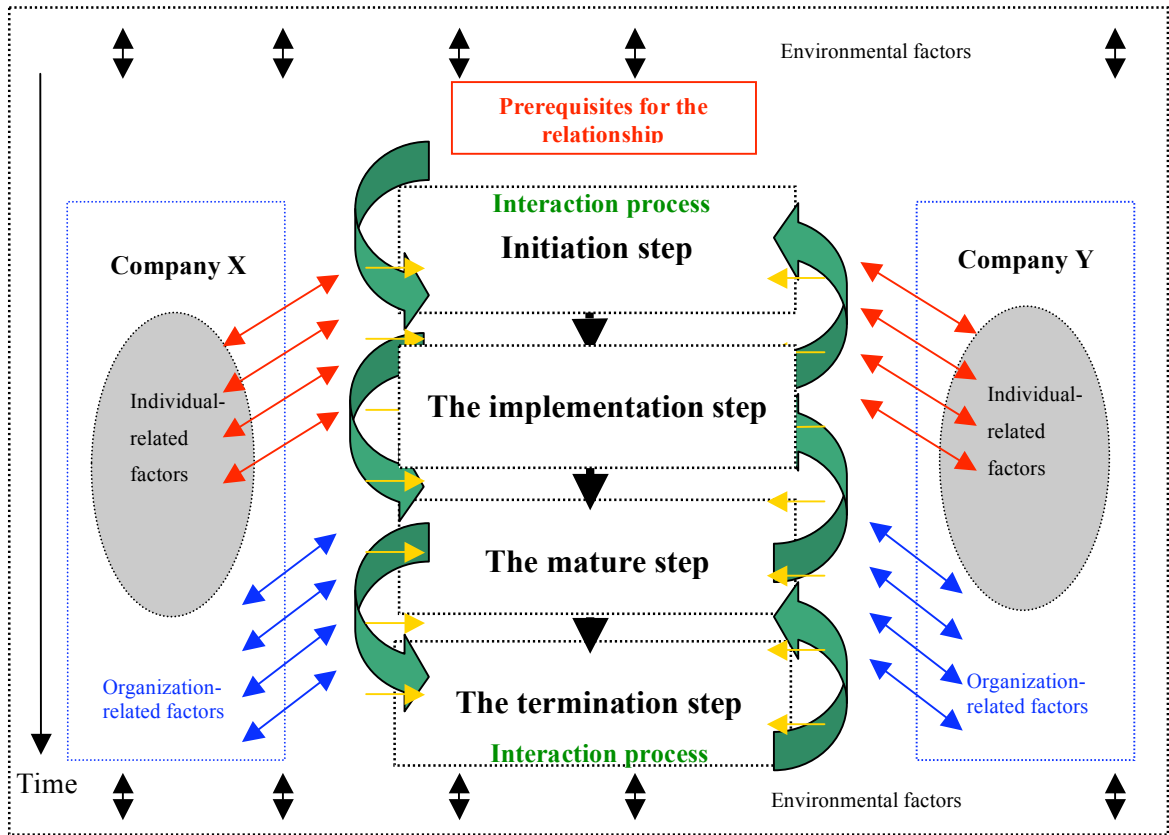 Environmental factors
Prerequisites for the
relationship
Interaction process
Initiation step
Company X
Company Y
Individual-
related
factors
The implementation step
Individual-
related
factors
The mature step
Organization-
related factors
The termination step
Organization-
related factors
Interaction process
Time
Environmental factors